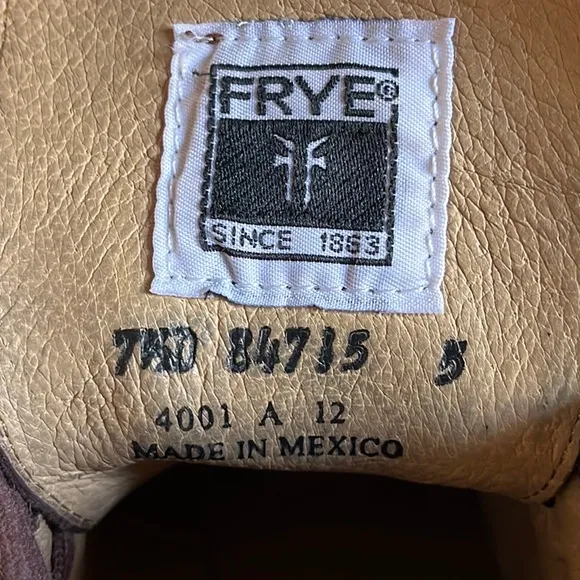 FRYE®
SINCE 1863
84715 5
4001 A 12
MADE IN MEXICO